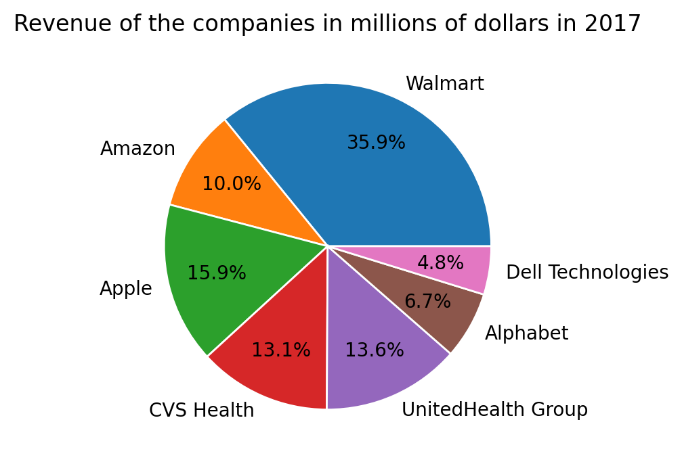 Revenue of the companies in millions of dollars in 2017
Walmart
35.9%
Amazon
10.0%
Apple
15.9%
CVS Health
13.1%
UnitedHealth Group
13.6%
Alphabet
6.7%
Dell Technologies
4.8%